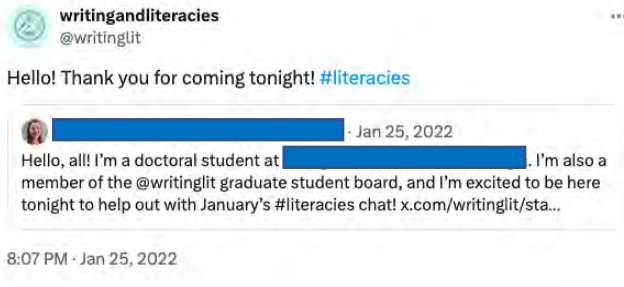 writingandliteracies
@writinglit
Hello! Thank you for coming tonight! #literacies
· Jan 25, 2022
Hello, all! I'm a doctoral student at . I'm also a
member of the @writinglit graduate student board, and I'm excited to be here
tonight to help out with January's #literacies chat! x.com/writinglit/sta...
8:07 PM · Jan 25, 2022